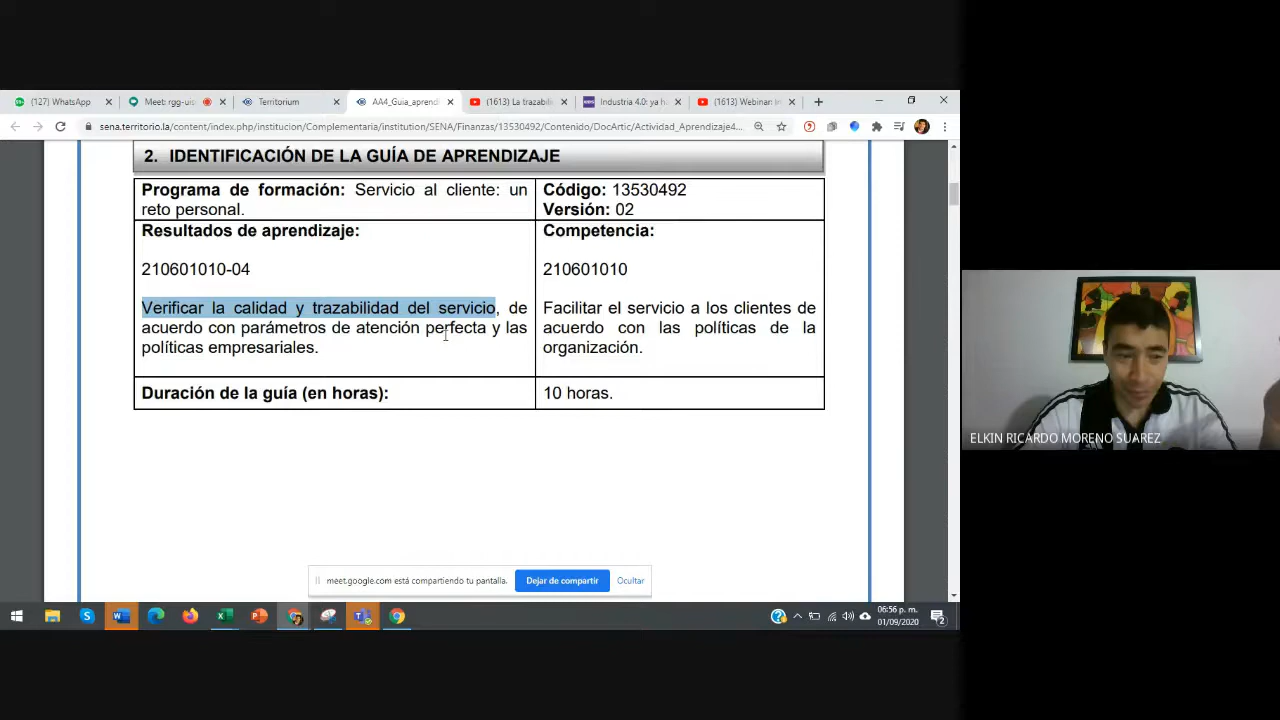 (127) WhatsApp
Meet: rgg-uis
Territorium
AA4_Guia_aprend
(1613) La trazabili
Industria 4.0: ya h
(1613) Webinar I
sena.territorio.la/content/index.php/institucion/Complementaria/institution/SENA/Finanzas/13530492/Contenido/DocArtic/Actividad_Aprendizaje4...
2. IDENTIFICACIÓN DE LA GUÍA DE APRENDIZAJE
Programa de formación: Servicio al cliente: un
reto personal.
Código: 13530492
Versión: 02
Resultados de aprendizaje:
210601010-04
Verificar la calidad y trazabilidad del servicio, de
acuerdo con parámetros de atención perfecta y las
políticas empresariales.
Competencia:
210601010
Facilitar el servicio a los clientes de
acuerdo con las políticas de la
organización.
Duración de la guía (en horas):
10 horas.
ELKIN RICARDO MORENO SUAREZ
meet.google.com está compartiendo tu pantalla.
Dejar de compartir
Ocultar
06:56 p. m.
01/09/2020
2